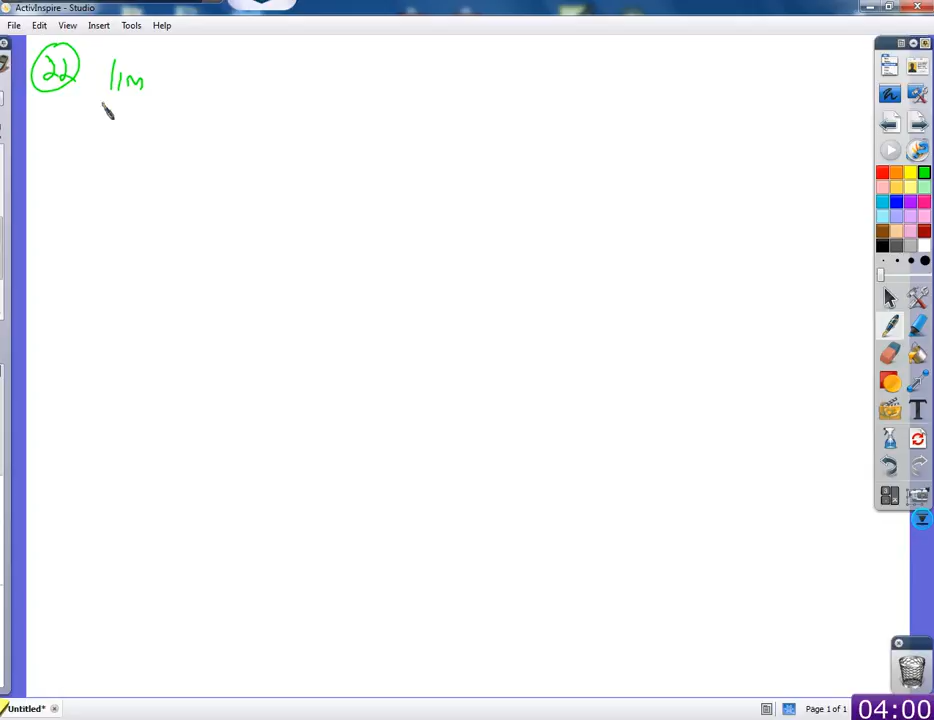 ActivInspire - Studio
File Edit View Insert Tools Help
22 lim
Untitled*
Page 1 of 1
04:00